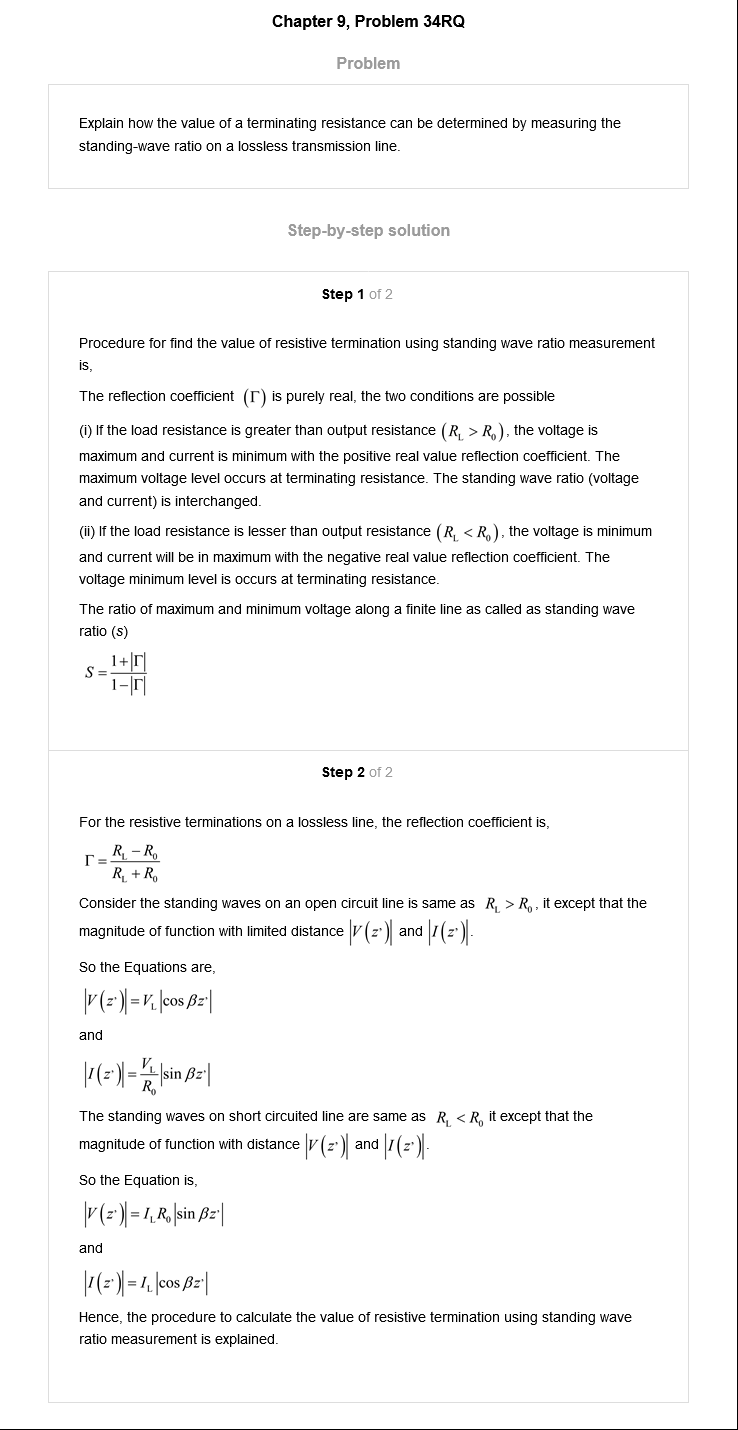 Chapter 9, Problem 34RQ
Problem
Explain how the value of a terminating resistance can be determined by measuring the
standing-wave ratio on a lossless transmission line.
Step-by-step solution
Step 1 of 2
Procedure for find the value of resistive termination using standing wave ratio measurement
is,
The reflection coefficient (Γ) is purely real, the two conditions are possible
(i) If the load resistance is greater than output resistance (R_L > R_0), the voltage is
maximum and current is minimum with the positive real value reflection coefficient. The
maximum voltage level occurs at terminating resistance. The standing wave ratio (voltage
and current) is interchanged.
(ii) If the load resistance is lesser than output resistance (R_L < R_0), the voltage is minimum
and current will be in maximum with the negative real value reflection coefficient. The
voltage minimum level is occurs at terminating resistance.
The ratio of maximum and minimum voltage along a finite line as called as standing wave
ratio (s)
S = (1+|Γ|)/(1−|Γ|)
Step 2 of 2
For the resistive terminations on a lossless line, the reflection coefficient is,
Γ = (R_L − R_0)/(R_L + R_0)
Consider the standing waves on an open circuit line is same as R_L > R_0, it except that the
magnitude of function with limited distance |V(z')| and |I(z')|.
So the Equations are,
|V(z')| = V_L |cos βz'|
and
|I(z')| = V_L/R_0 |sin βz'|
The standing waves on short circuited line are same as R_L < R_0 it except that the
magnitude of function with distance |V(z')| and |I(z')|.
So the Equation is,
|V(z')| = I_L R_0 |sin βz'|
and
|I(z')| = I_L |cos βz'|
Hence, the procedure to calculate the value of resistive termination using standing wave
ratio measurement is explained.